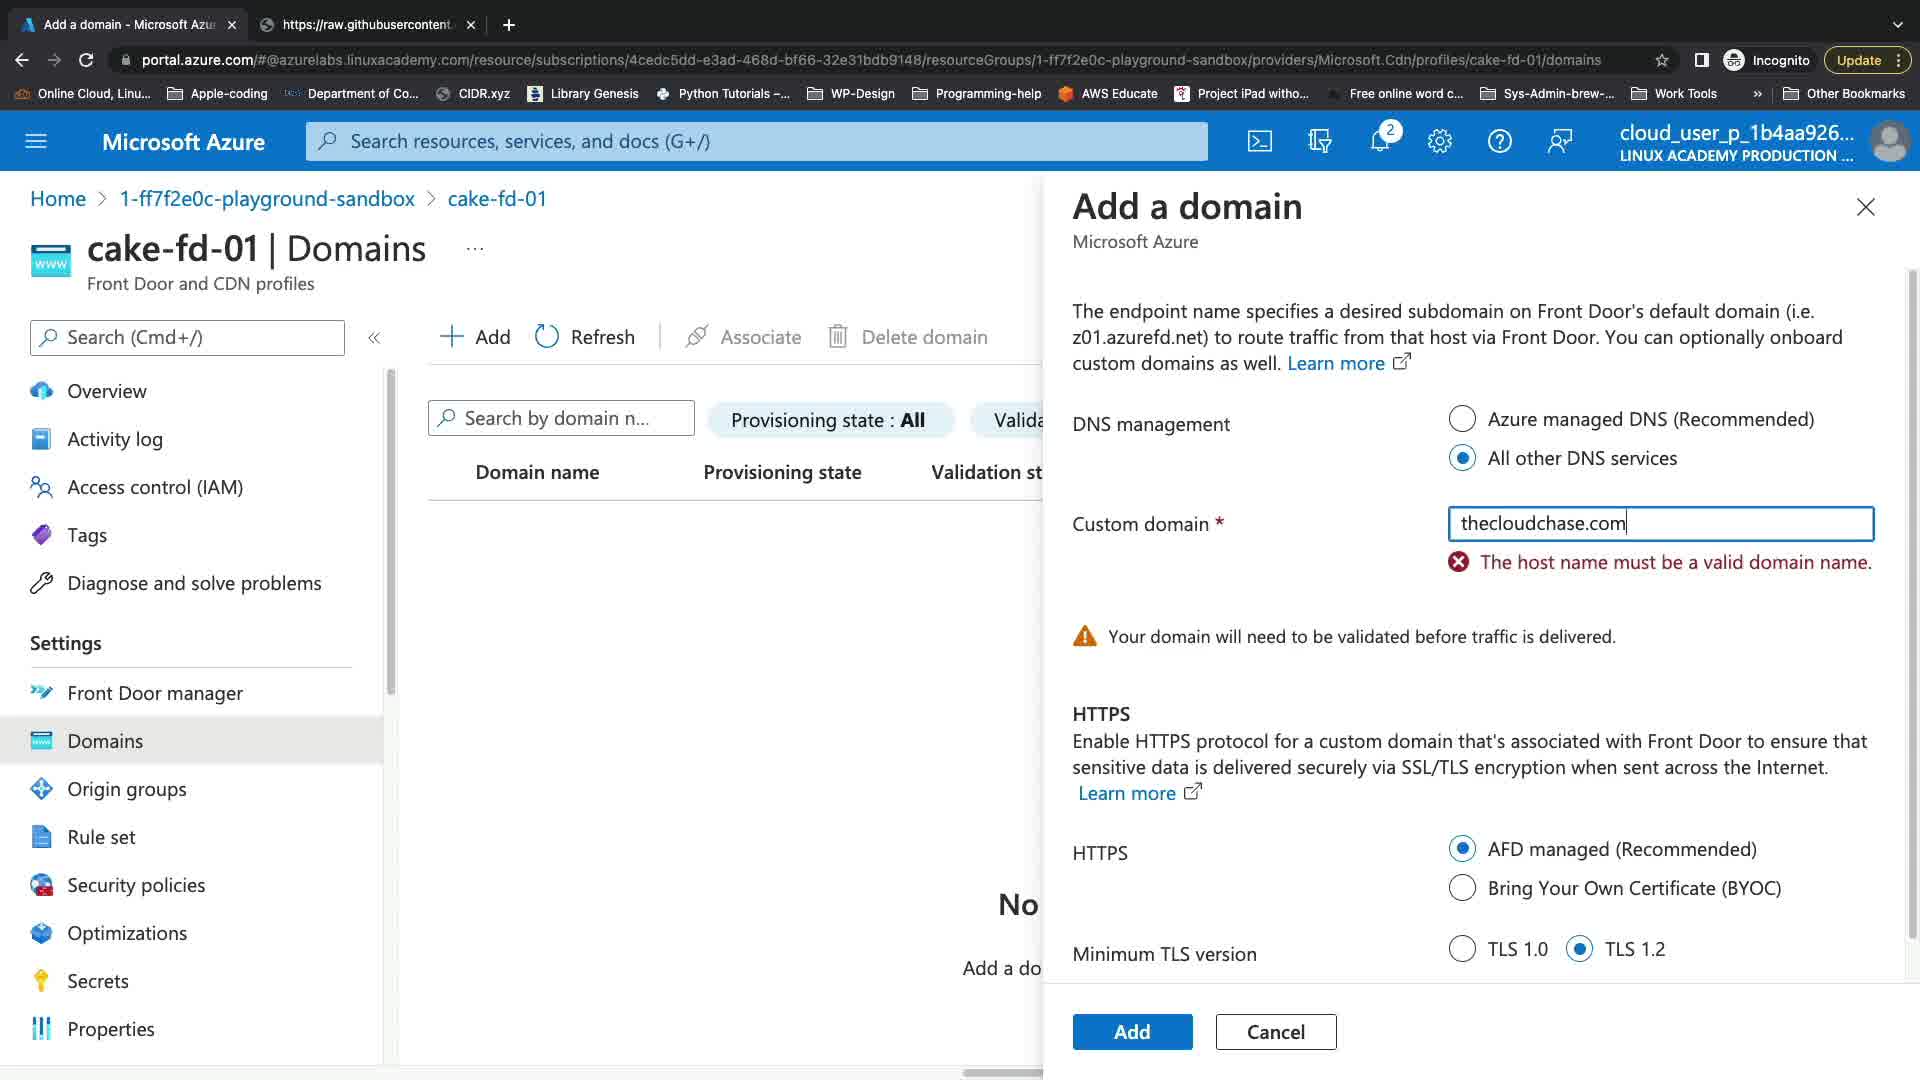 Add a domain - Microsoft Azu
https://raw.githubusercontent.
portal.azure.com/#@azurelabs.linuxacademy.com/resource/subscriptions/4cedc5dd-e3ad-468d-bf66-32e31bdb9148/resourceGroups/1-ff7f2e0c-playground-sandbox/providers/Microsoft.Cdn/profiles/cake-fd-01/domains
Incognito
Update
Online Cloud, Linu...
Apple-coding
Department of Co...
CIDR.xyz
Library Genesis
Python Tutorials –...
WP-Design
Programming-help
AWS Educate
Project iPad witho...
Free online word c...
Sys-Admin-brew-...
Work Tools
»
Other Bookmarks
Microsoft Azure
Search resources, services, and docs (G+/)
2
cloud_user_p_1b4aa926...
LINUX ACADEMY PRODUCTION ...
Home > 1-ff7f2e0c-playground-sandbox > cake-fd-01
www
cake-fd-01 | Domains ...
Front Door and CDN profiles
Search (Cmd+/)
«
Overview
Activity log
Access control (IAM)
Tags
Diagnose and solve problems
Settings
Front Door manager
Domains
Origin groups
Rule set
Security policies
Optimizations
Secrets
Properties
Add
Refresh
Associate
Delete domain
Search by domain n...
Provisioning state : All
Valida
Domain name
Provisioning state
Validation st
No
Add a do
Add a domain
Microsoft Azure
The endpoint name specifies a desired subdomain on Front Door's default domain (i.e.
z01.azurefd.net) to route traffic from that host via Front Door. You can optionally onboard
custom domains as well. Learn more
DNS management
Azure managed DNS (Recommended)
All other DNS services
Custom domain *
thecloudchase.com
The host name must be a valid domain name.
Your domain will need to be validated before traffic is delivered.
HTTPS
Enable HTTPS protocol for a custom domain that's associated with Front Door to ensure that
sensitive data is delivered securely via SSL/TLS encryption when sent across the Internet.
Learn more
HTTPS
AFD managed (Recommended)
Bring Your Own Certificate (BYOC)
Minimum TLS version
TLS 1.0
TLS 1.2
Add
Cancel